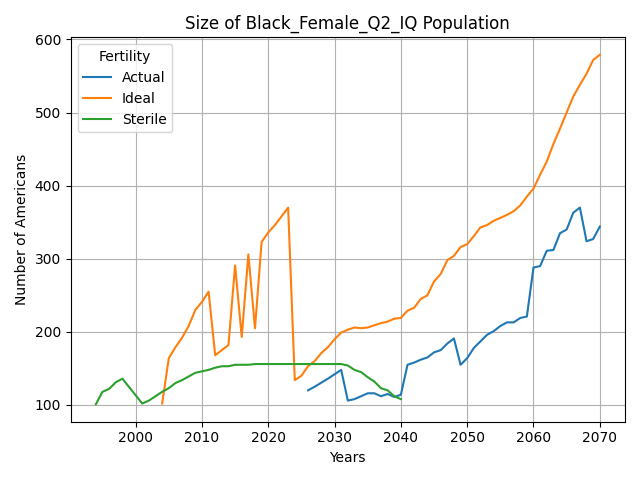 Size of Black_Female_Q2_IQ Population
Number of Americans
600
500
400
300
200
100
Fertility
Actual
Ideal
Sterile
2000 2010 2020 2030 2040 2050 2060 2070
Years